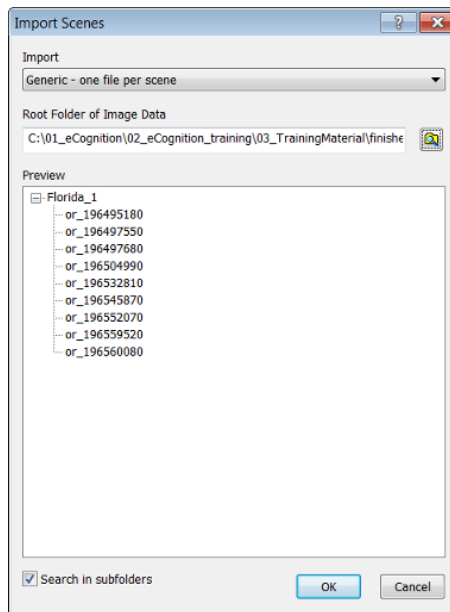 Import Scenes
Import
Generic - one file per scene
Root Folder of Image Data
C:\01_eCognition\02_eCognition_training\03_TrainingMaterial\finishe
Preview
Florida_1
or_196495180
or_196497550
or_196497680
or_196504990
or_196532810
or_196545870
or_196552070
or_196559520
or_196560080
Search in subfolders
OK Cancel